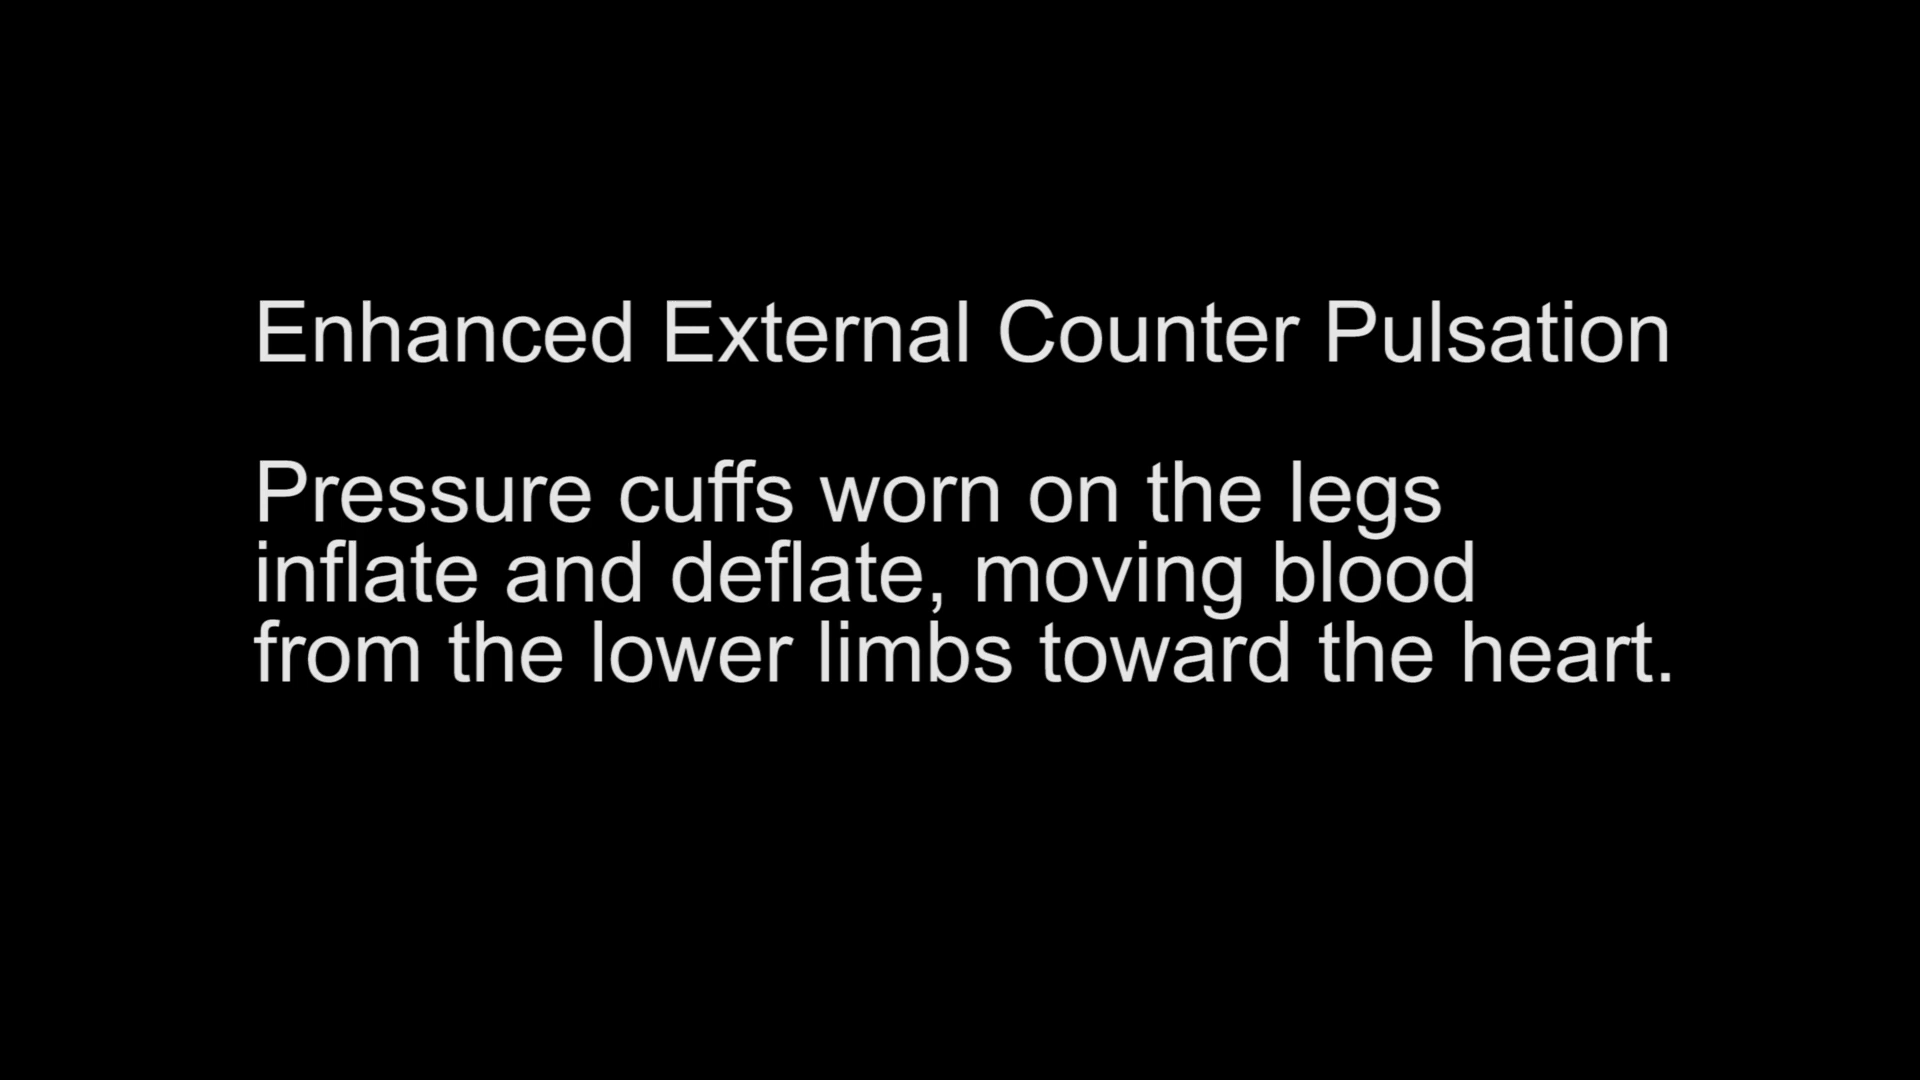 Enhanced External Counter Pulsation
Pressure cuffs worn on the legs
inflate and deflate, moving blood
from the lower limbs toward the heart.